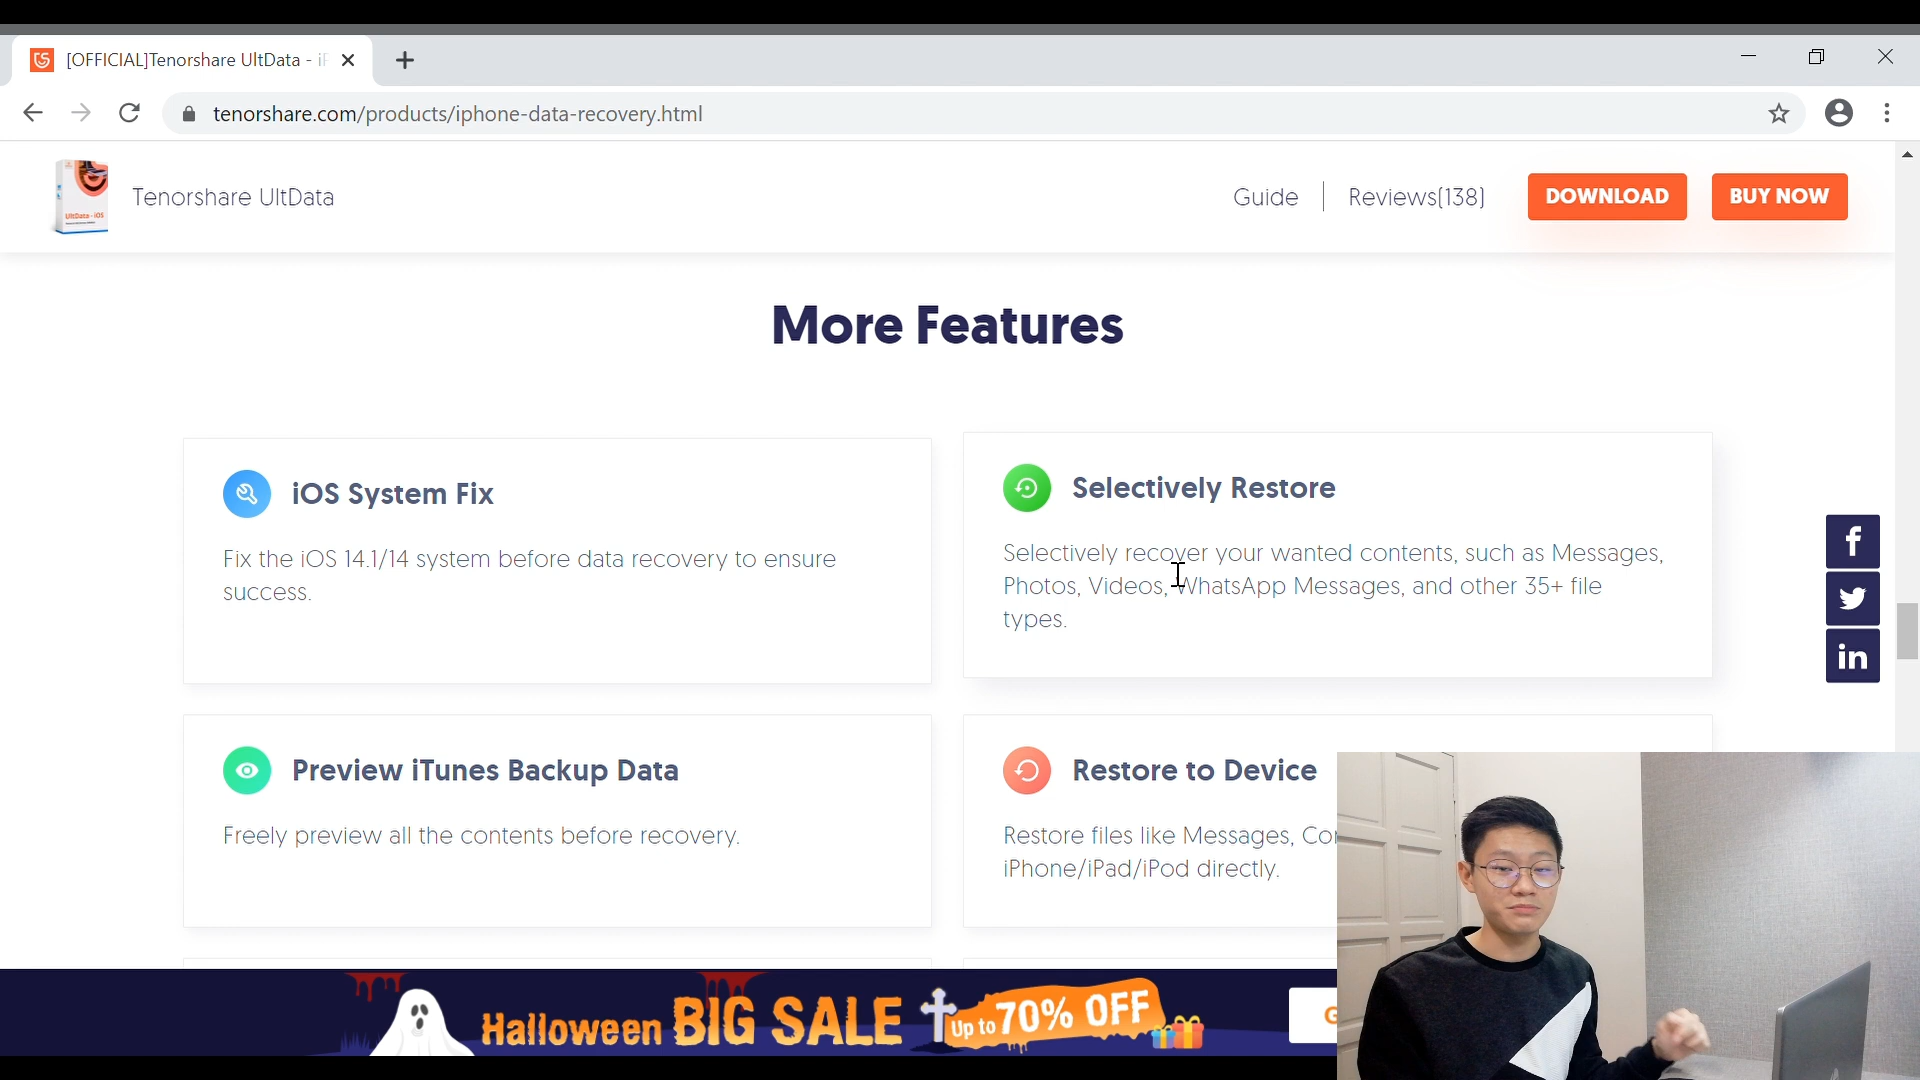 [OFFICIAL]Tenorshare UltData - iP
tenorshare.com/products/iphone-data-recovery.html
UltData - iOS
Tenorshare UltData
Guide
Reviews(138)
DOWNLOAD
BUY NOW
More Features
iOS System Fix
Fix the iOS 14.1/14 system before data recovery to ensure
success.
Selectively Restore
Selectively recover your wanted contents, such as Messages,
Photos, Videos, WhatsApp Messages, and other 35+ file
types.
Preview iTunes Backup Data
Freely preview all the contents before recovery.
Restore to Device
Restore files like Messages, Con
iPhone/iPad/iPod directly.
Halloween BIG SALE Up to 70% OFF
G